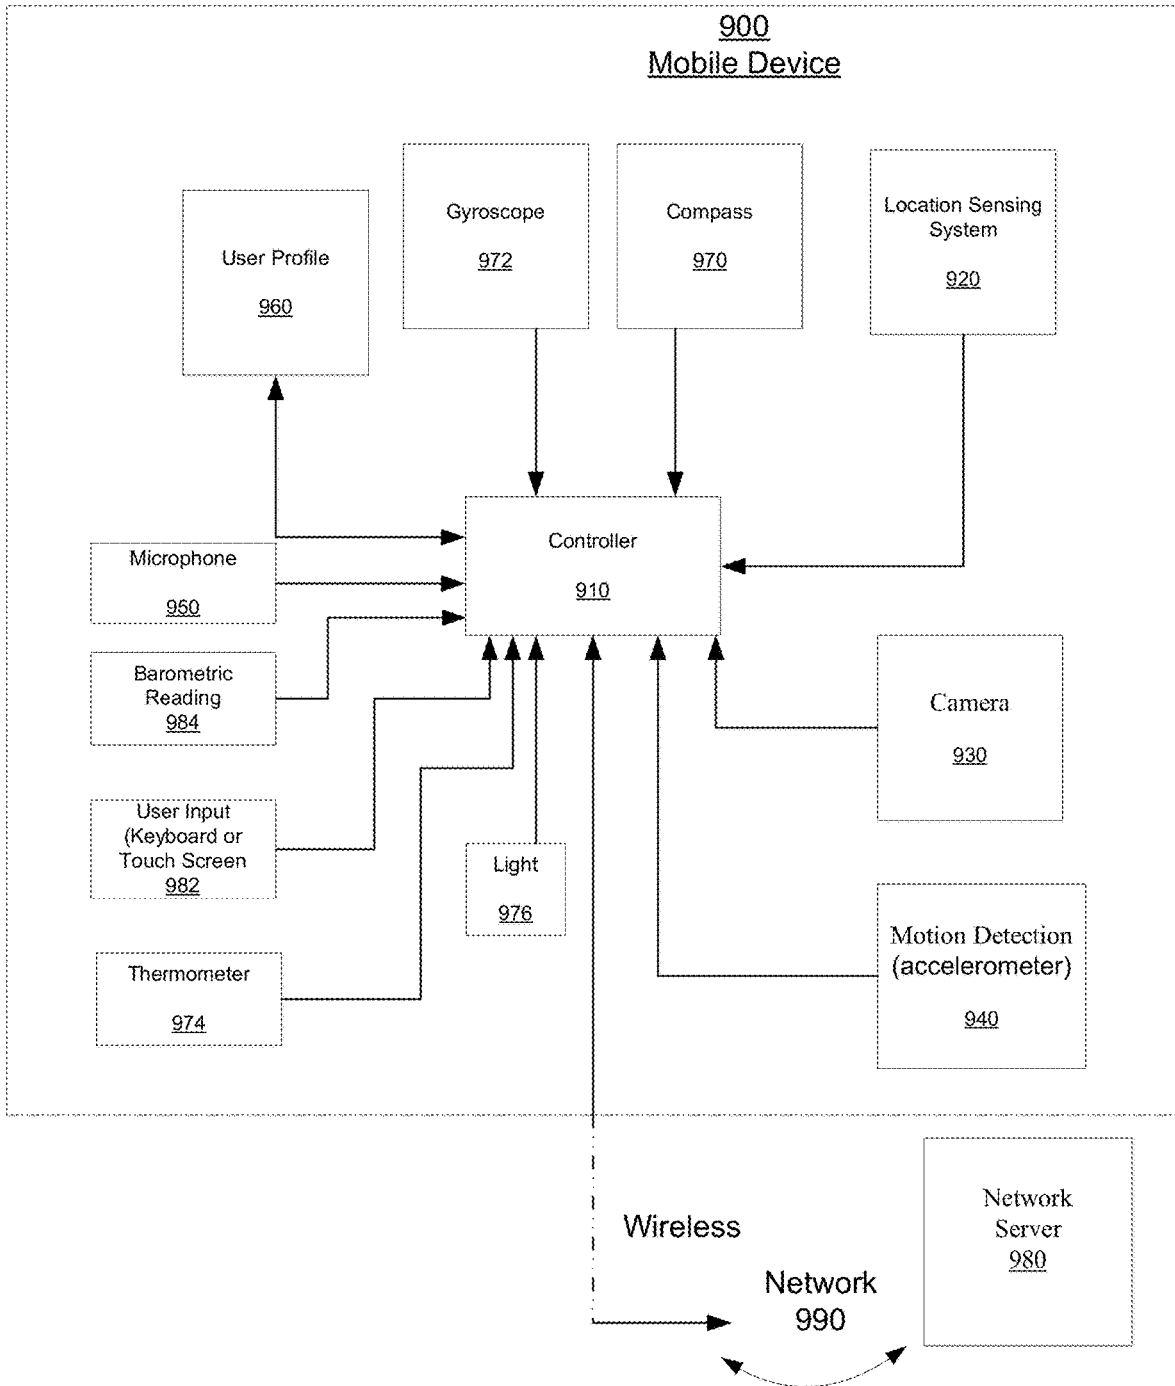 900
Mobile Device
Gyroscope
972
Compass
970
Location Sensing
System
920
User Profile
960
Controller
910
Microphone
950
Barometric
Reading
984
User Input
(Keyboard or
Touch Screen
982
Thermometer
974
Light
976
Camera
930
Motion Detection
(accelerometer)
940
Wireless
Network
990
Network
Server
980